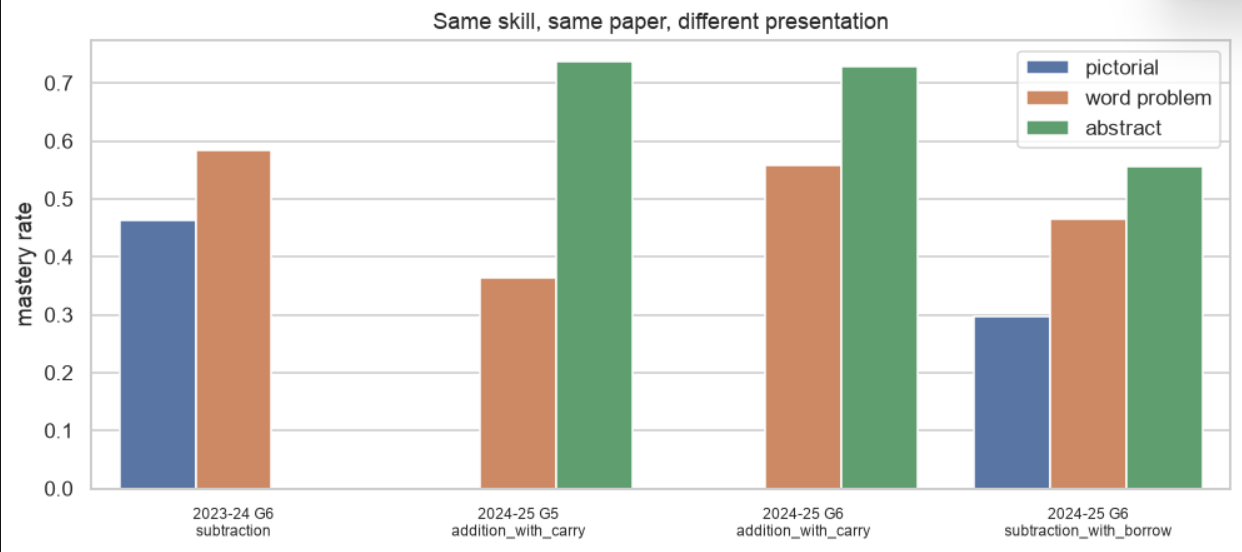 Same skill, same paper, different presentation
pictorial
word problem
abstract
mastery rate
0.7
0.6
0.5
0.4
0.3
0.2
0.1
0.0
2023-24 G6
subtraction
2024-25 G5
addition_with_carry
2024-25 G6
addition_with_carry
2024-25 G6
subtraction_with_borrow